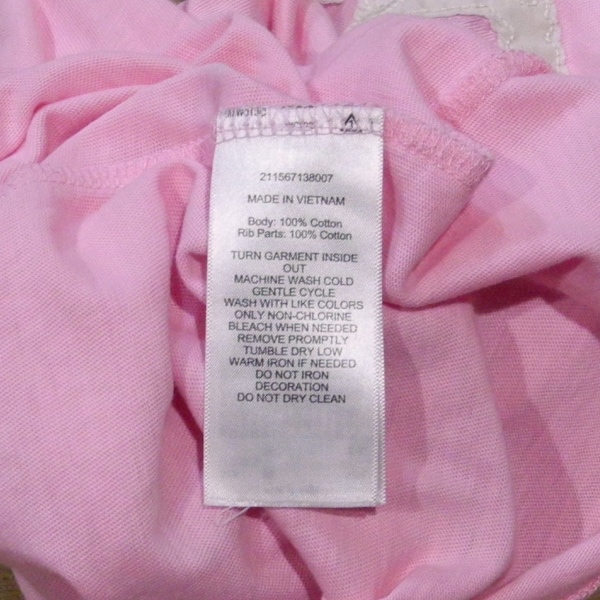 211567138007
MADE IN VIETNAM
Body: 100% Cotton
Rib Parts: 100% Cotton
TURN GARMENT INSIDE
OUT
MACHINE WASH COLD
GENTLE CYCLE
WASH WITH LIKE COLORS
ONLY NON-CHLORINE
BLEACH WHEN NEEDED
REMOVE PROMPTLY
TUMBLE DRY LOW
WARM IRON IF NEEDED
DO NOT IRON
DECORATION
DO NOT DRY CLEAN